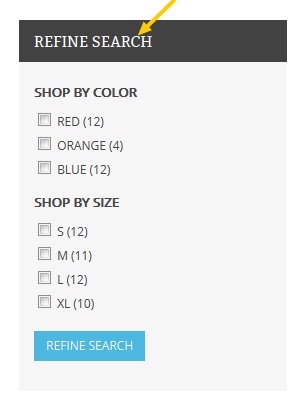 REFINE SEARCH
SHOP BY COLOR
RED (12)
ORANGE (4)
BLUE (12)
SHOP BY SIZE
S (12)
M (11)
L (12)
XL (10)
REFINE SEARCH